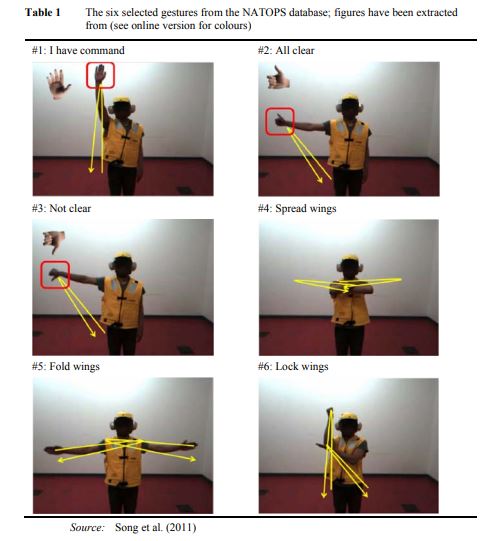 Table 1 The six selected gestures from the NATOPS database; figures have been extracted
from (see online version for colours)
#1: I have command
#2: All clear
#3: Not clear
#4: Spread wings
#5: Fold wings
#6: Lock wings
Source: Song et al. (2011)